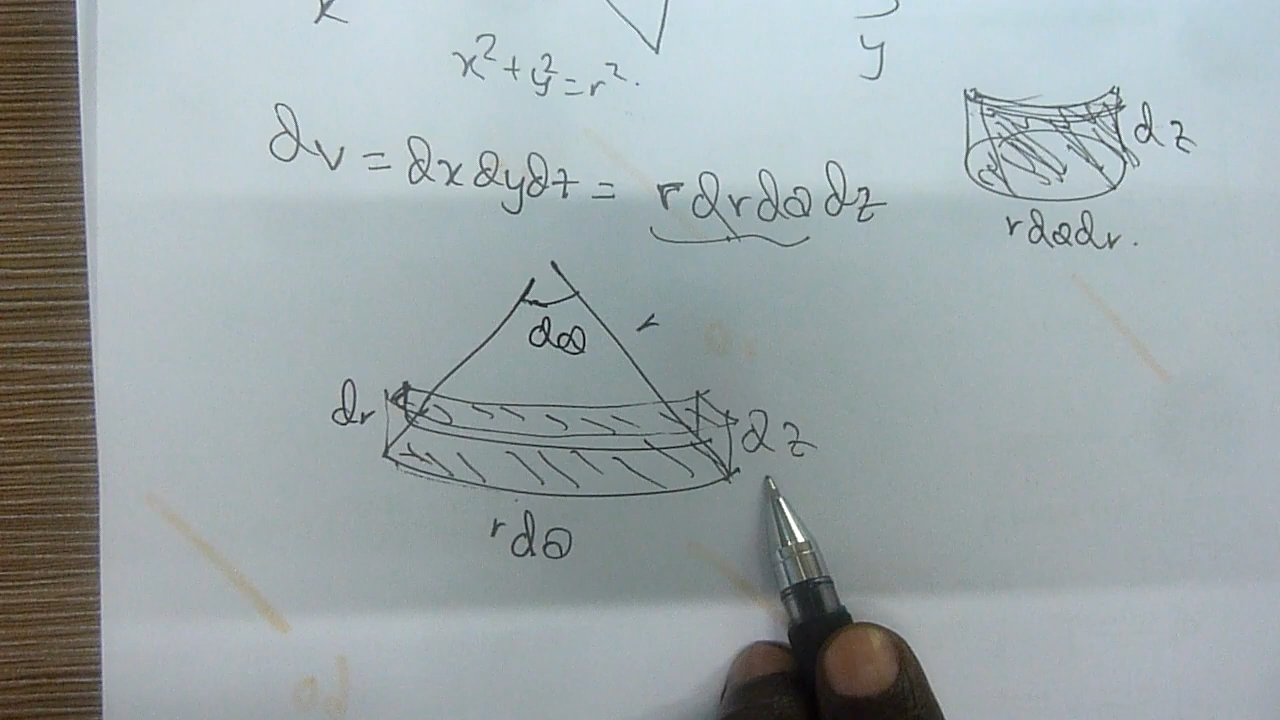 x
y
x² + y² = r².
dv = dx dy dz = r dr dθ dz
dz
r dθ dr.
dθ
r
dr
dz
r dθ